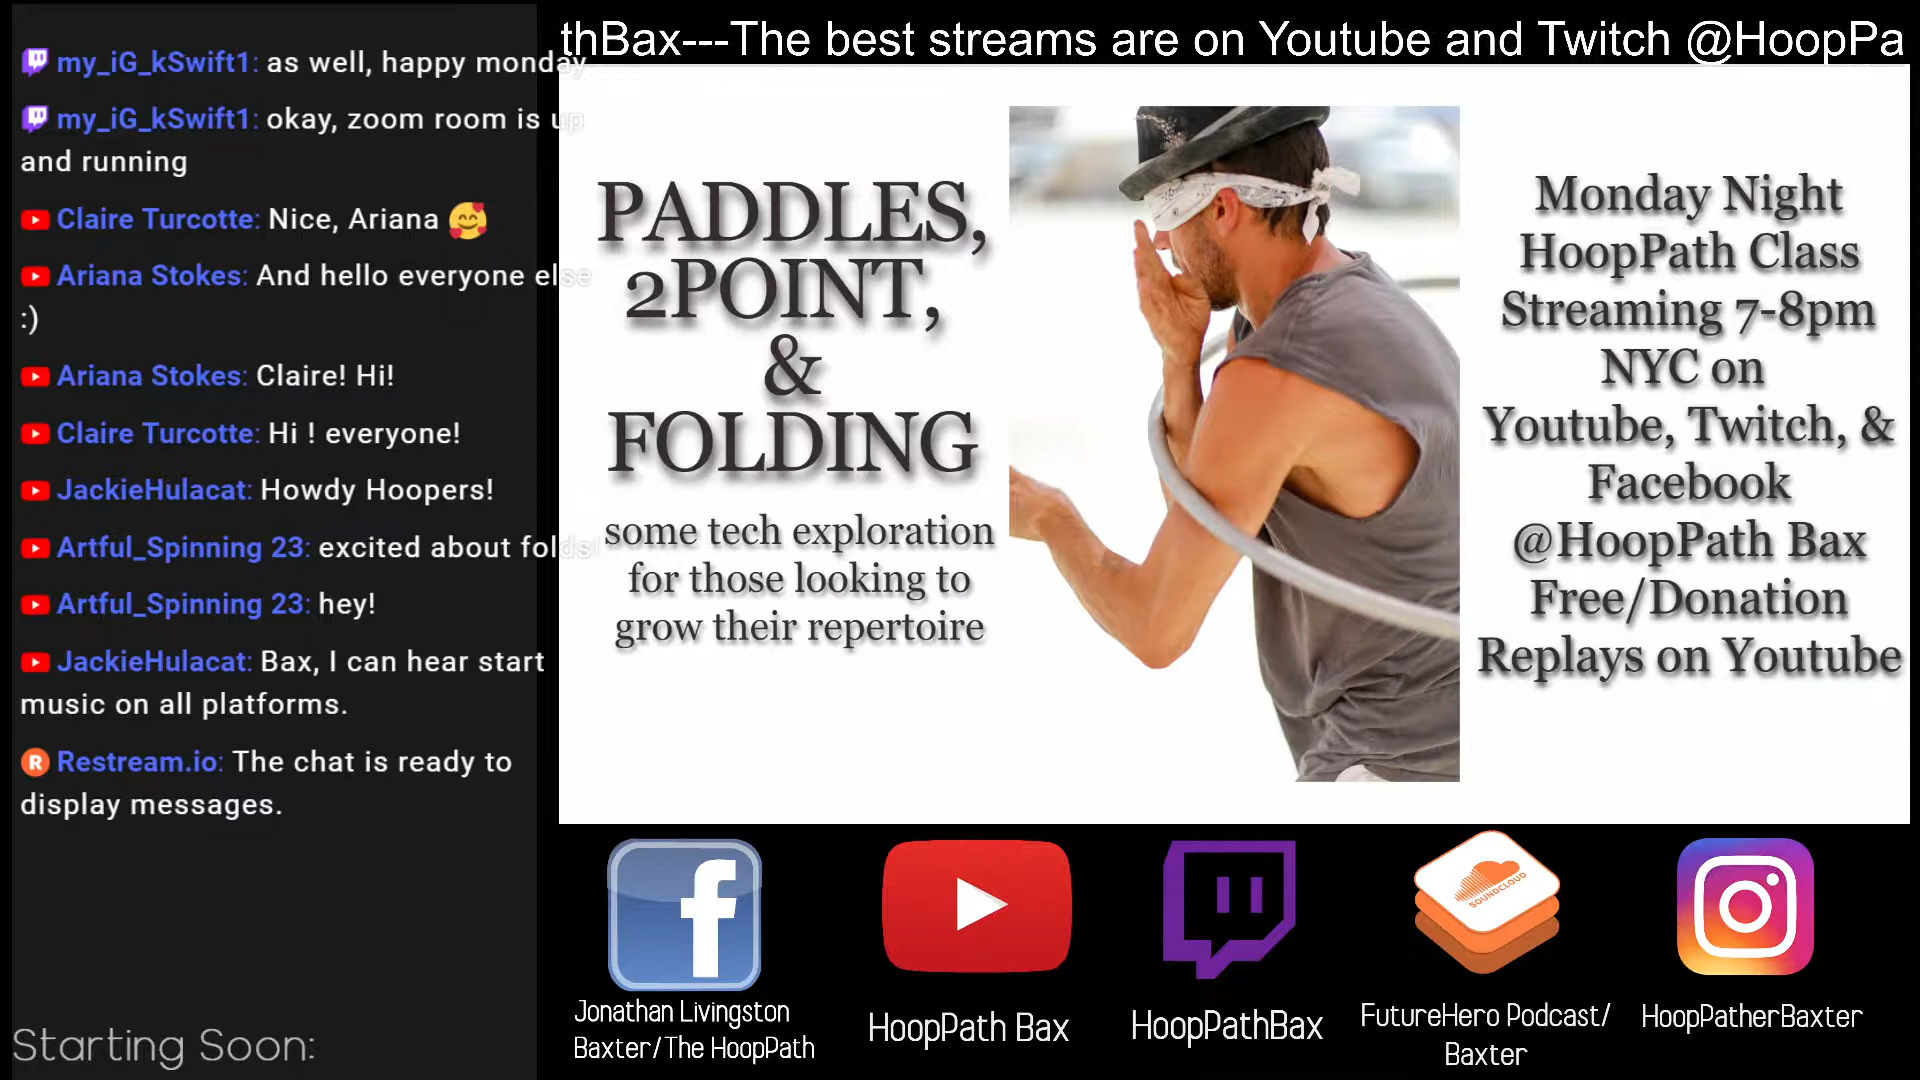 thBax---The best streams are on Youtube and Twitch @HoopPa
my_iG_kSwift1: as well, happy monday
my_iG_kSwift1: okay, zoom room is up
and running
Claire Turcotte: Nice, Ariana 🥰
Ariana Stokes: And hello everyone else
:)
Ariana Stokes: Claire! Hi!
Claire Turcotte: Hi ! everyone!
JackieHulacat: Howdy Hoopers!
Artful_Spinning 23: excited about folds!
Artful_Spinning 23: hey!
JackieHulacat: Bax, I can hear start
music on all platforms.
R Restream.io: The chat is ready to
display messages.
Starting Soon:
PADDLES,
2POINT,
&
FOLDING
some tech exploration
for those looking to
grow their repertoire
Monday Night
HoopPath Class
Streaming 7-8pm
NYC on
Youtube, Twitch, &
Facebook
@HoopPath Bax
Free/Donation
Replays on Youtube
f
SOUNDCLOUD
Jonathan Livingston
Baxter/The HoopPath
HoopPath Bax
HoopPathBax
FutureHero Podcast/
Baxter
HoopPatherBaxter